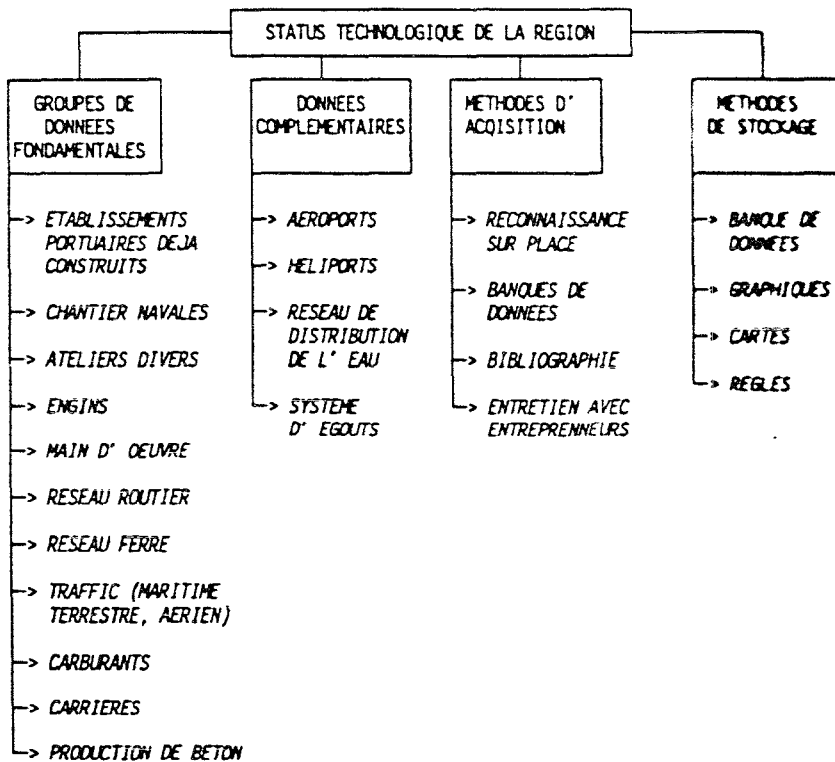 STATUS TECHNOLOGIQUE DE LA REGION
GROUPES DE
DONNEES
FONDAMENTALES
-> ETABLISSEMENTS
PORTUAIRES DEJA
CONSTRUITS
-> CHANTIER NAVALES
-> ATELIERS DIVERS
-> ENGINS
-> MAIN D' OEUVRE
-> RESEAU ROUTIER
-> RESEAU FERRE
-> TRAFFIC (MARITIME
TERRESTRE, AERIEN)
-> CARBURANTS
-> CARRIERES
-> PRODUCTION DE BETON
DONNEES
COMPLEMENTAIRES
-> AEROPORTS
-> HELIPORTS
-> RESEAU DE
DISTRIBUTION
DE L' EAU
-> SYSTEME
D' EGOUTS
METHODES D'
ACQISITION
-> RECONNAISSANCE
SUR PLACE
-> BANQUES DE
DONNEES
-> BIBLIOGRAPHIE
-> ENTRETIEN AVEC
ENTREPRENNEURS
METHODES
DE STOCKAGE
-> BANQUE DE
DONNEES
-> GRAPHIQUES
-> CARTES
-> REGLES